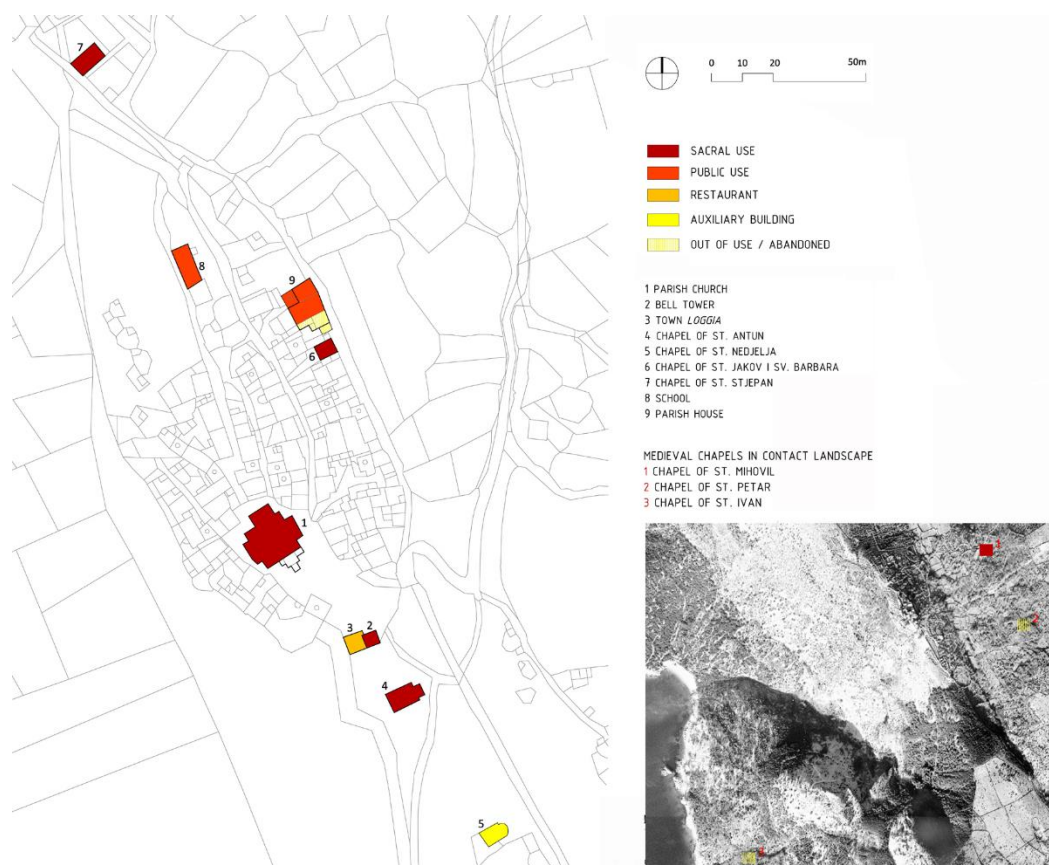 7
8
9
6
1
3 2
4
5
0 10 20 50m
SACRAL USE
PUBLIC USE
RESTAURANT
AUXILIARY BUILDING
OUT OF USE / ABANDONED
1 PARISH CHURCH
2 BELL TOWER
3 TOWN LOGGIA
4 CHAPEL OF ST. ANTUN
5 CHAPEL OF ST. NEDJELJA
6 CHAPEL OF ST. JAKOV I SV. BARBARA
7 CHAPEL OF ST. STJEPAN
8 SCHOOL
9 PARISH HOUSE
MEDIEVAL CHAPELS IN CONTACT LANDSCAPE
1 CHAPEL OF ST. MIHOVIL
2 CHAPEL OF ST. PETAR
3 CHAPEL OF ST. IVAN
1